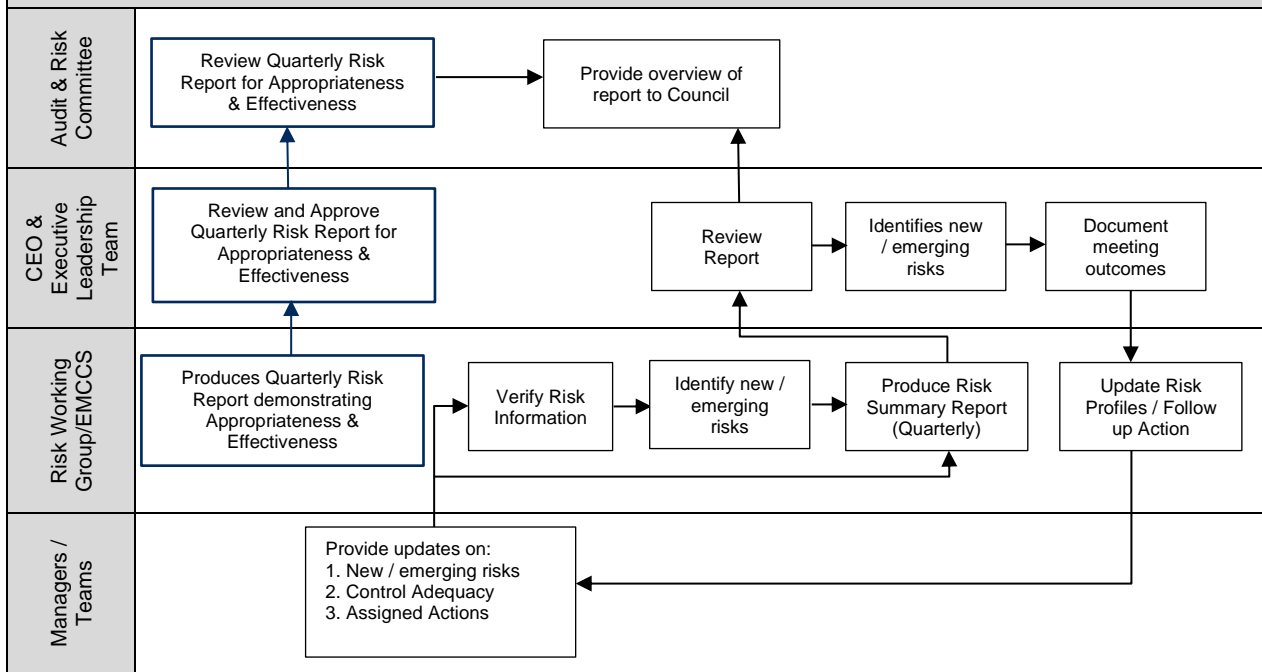 Audit & Risk
Committee
Review Quarterly Risk
Report for Appropriateness
& Effectiveness
Provide overview of
report to Council
CEO &
Executive
Leadership
Team
Review and Approve
Quarterly Risk Report for
Appropriateness &
Effectiveness
Review
Report
Identifies new
/ emerging
risks
Document
meeting
outcomes
Risk Working
Group/EMCCS
Produces Quarterly Risk
Report demonstrating
Appropriateness &
Effectiveness
Verify Risk
Information
Identify new /
emerging
risks
Produce Risk
Summary Report
(Quarterly)
Update Risk
Profiles / Follow
up Action
Managers /
Teams
Provide updates on:
1. New / emerging risks
2. Control Adequacy
3. Assigned Actions